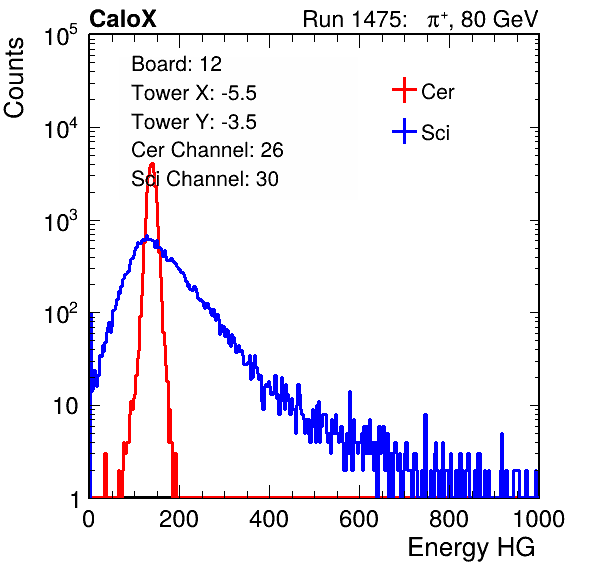 CaloX Run 1475: π⁺, 80 GeV
Counts
Board: 12
Tower X: -5.5
Tower Y: -3.5
Cer Channel: 26
Sci Channel: 30
Cer
Sci
10⁵
10⁴
10³
10²
10
1
0 200 400 600 800 1000
Energy HG